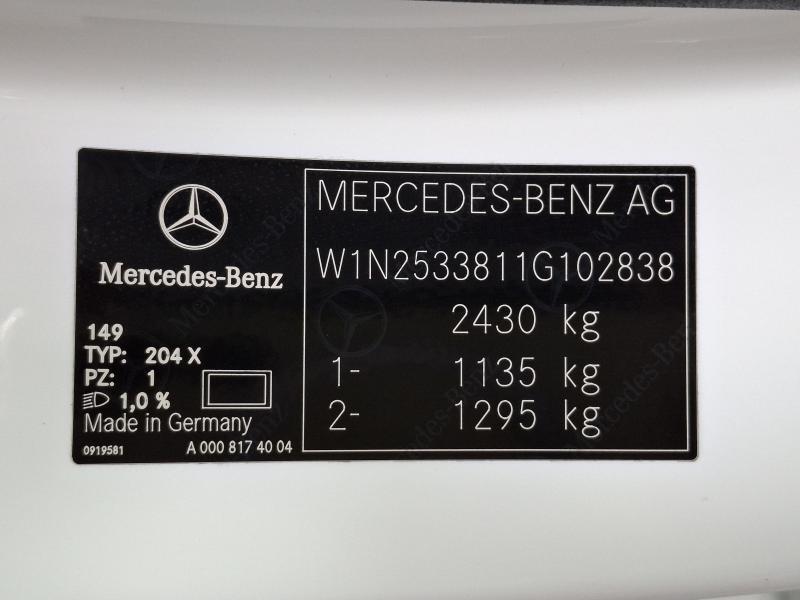 Mercedes-Benz
149
TYP: 204 X
PZ: 1
1,0 %
Made in Germany
0919581 A 000 817 40 04
MERCEDES-BENZ AG
W1N2533811G102838
2430 kg
1- 1135 kg
2- 1295 kg